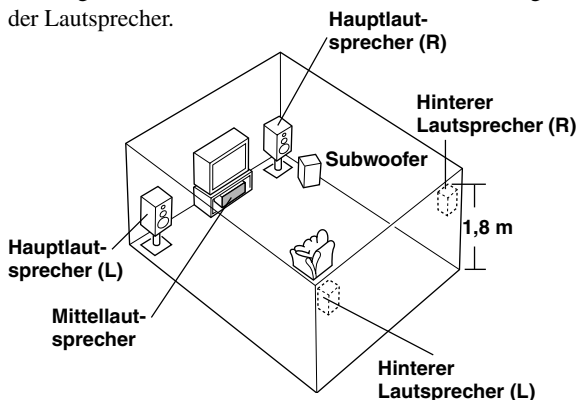 der Lautsprecher.
Hauptlaut-
sprecher (R)
Hinterer
Lautsprecher (R)
Subwoofer
1,8 m
Hauptlaut-
sprecher (L)
Mittellaut-
sprecher
Hinterer
Lautsprecher (L)